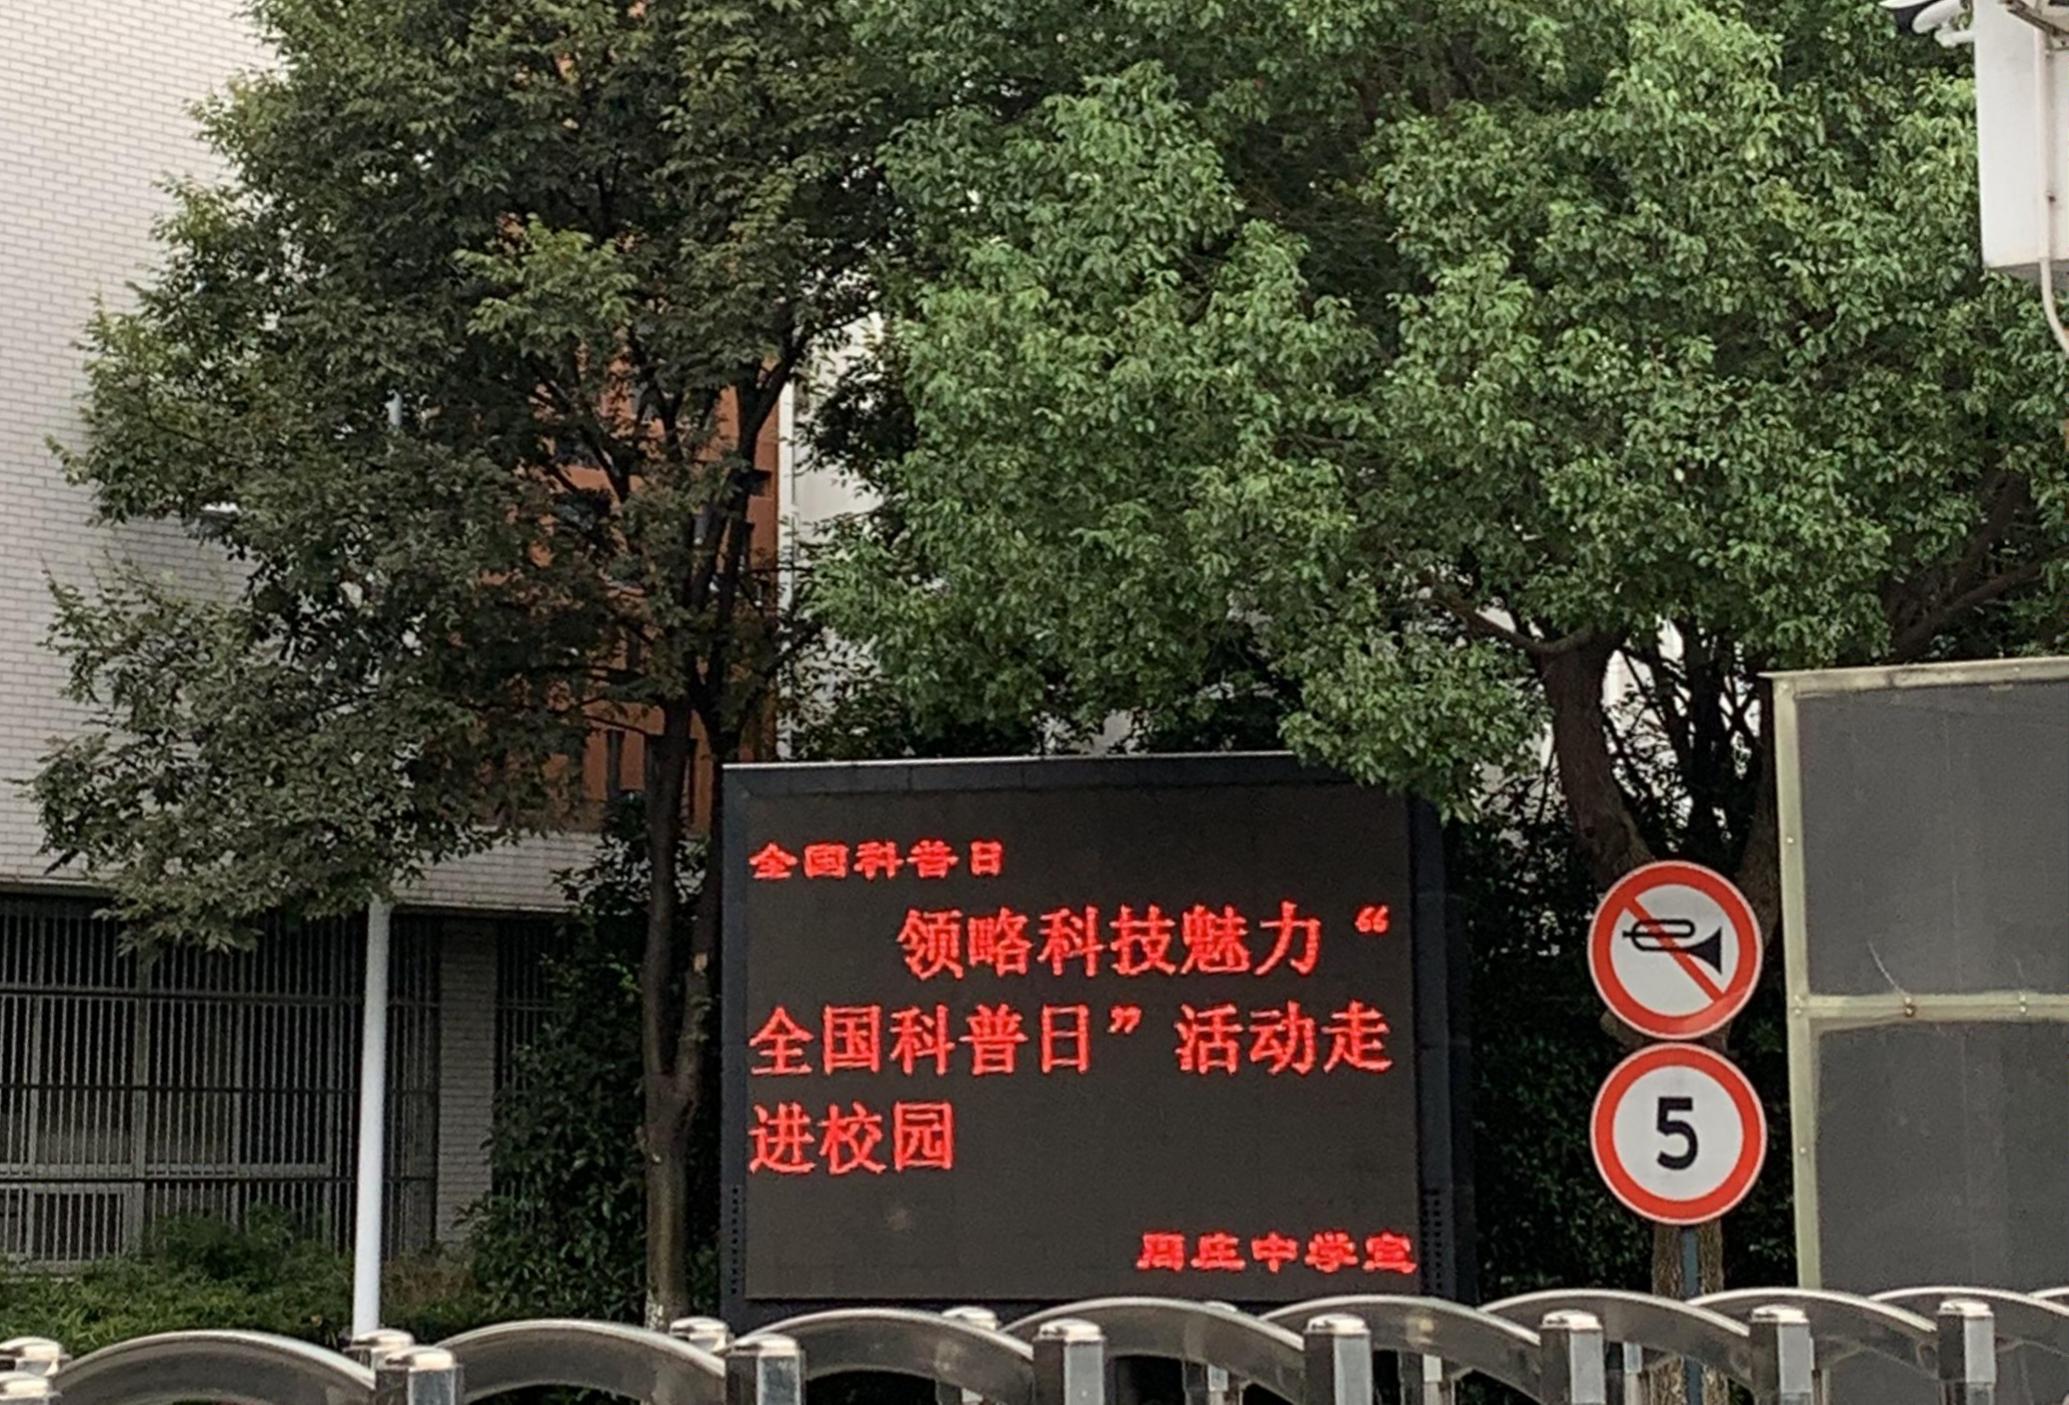 全国科普日
领略科技魅力“
全国科普日”活动走
进校园
周庄中学宣
5